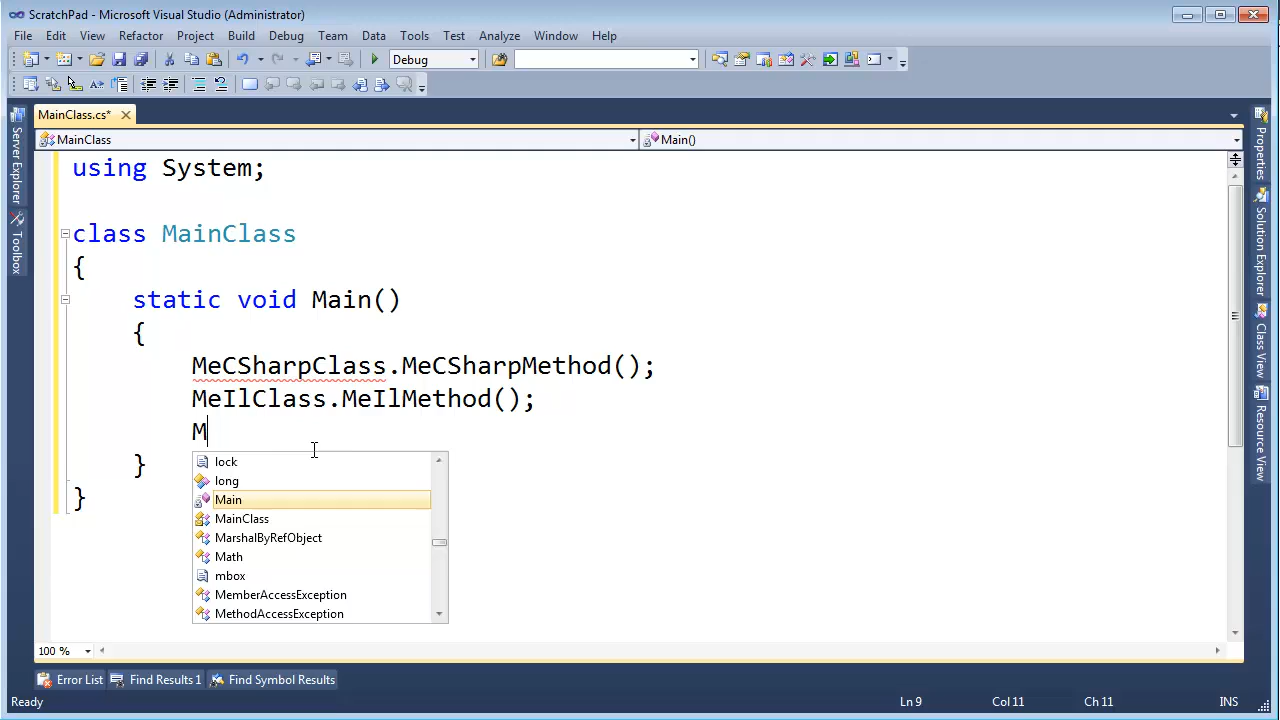 ScratchPad - Microsoft Visual Studio (Administrator)
File Edit View Refactor Project Build Debug Team Data Tools Test Analyze Window Help
Debug
MainClass.cs*
MainClass
Main()
Server Explorer
Toolbox
using System;
class MainClass
{
static void Main()
{
MeCSharpClass.MeCSharpMethod();
MeIlClass.MeIlMethod();
M
}
}
lock
long
Main
MainClass
MarshalByRefObject
Math
mbox
MemberAccessException
MethodAccessException
Properties
Solution Explorer
Class View
Resource View
100 %
Error List Find Results 1 Find Symbol Results
Ready Ln 9 Col 11 Ch 11 INS